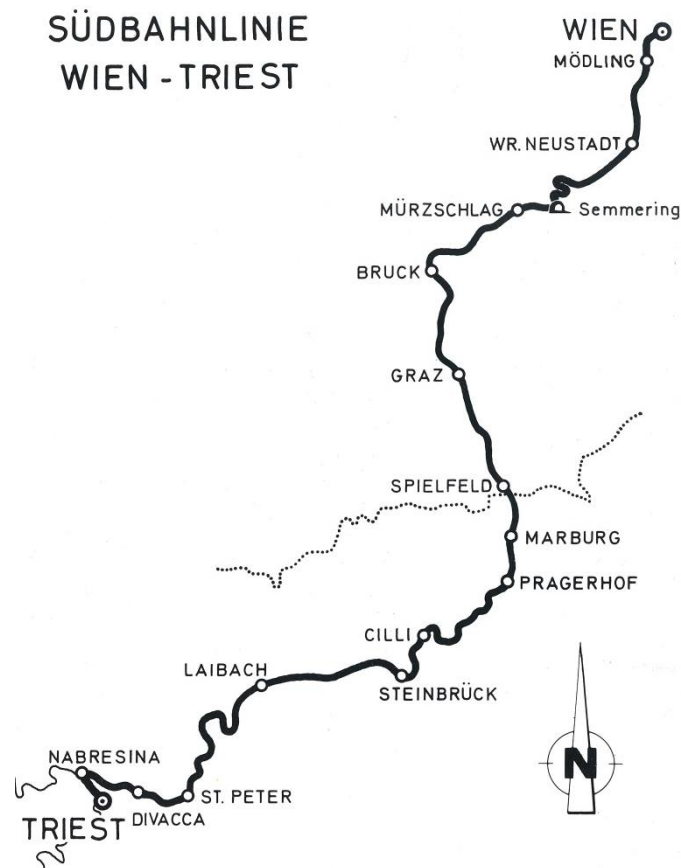 SÜDBAHNLINIE
WIEN - TRIEST
WIEN
MÖDLING
WR. NEUSTADT
MÜRZSCHLAG
Semmering
BRUCK
GRAZ
SPIELFELD
MARBURG
PRAGERHOF
CILLI
LAIBACH
STEINBRÜCK
NABRESINA
ST. PETER
TRIEST
DIVACCA
N